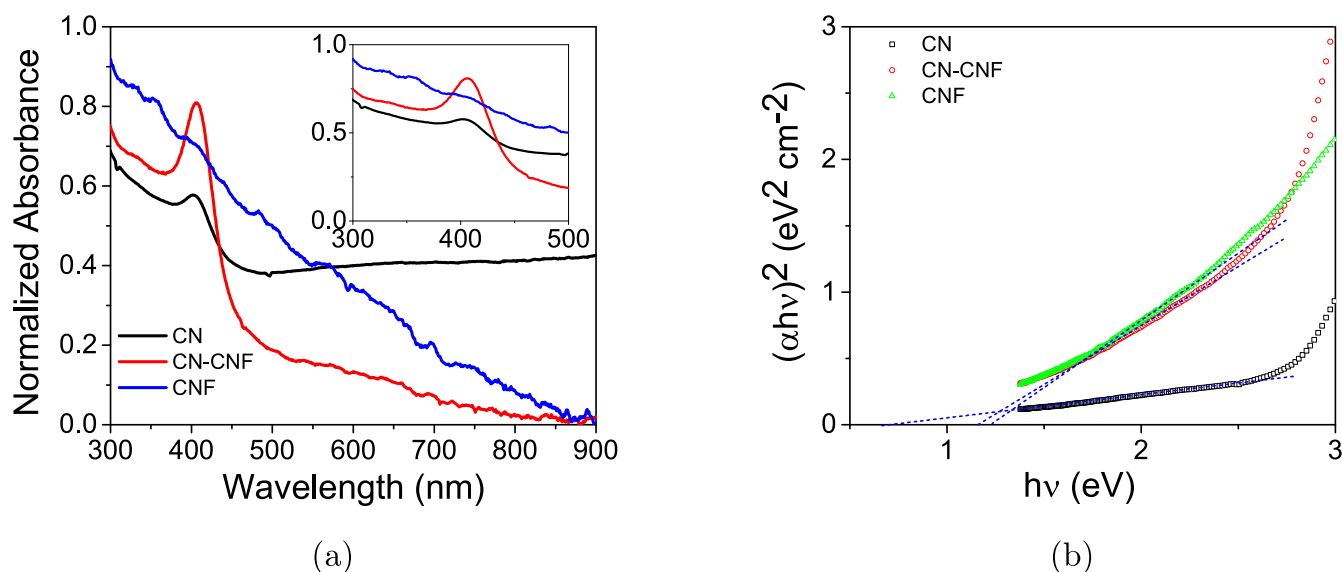 1.0
0.8
0.6
0.4
0.2
0.0
Normalized Absorbance
300 400 500 600 700 800 900
Wavelength (nm)
CN
CN-CNF
CNF
1.0
0.5
0.0
300 400 500
(a)
3
2
1
0
(αhν)^2 (eV² cm⁻²)
1 2 3
hν (eV)
CN
CN-CNF
CNF
(b)